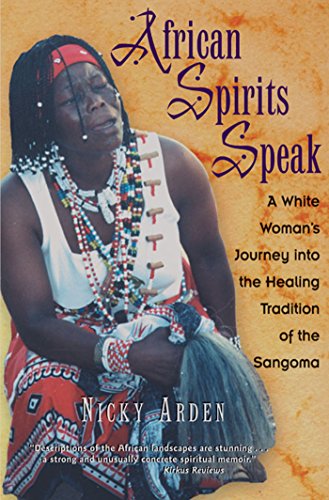 African
Spirits
Speak
A White
Woman's
Journey into
the Healing
Tradition
of the
Sangoma
NICKY ARDEN
"Descriptions of the African landscapes are stunning . . .
a strong and unusually concrete spiritual memoir."
Kirkus Reviews